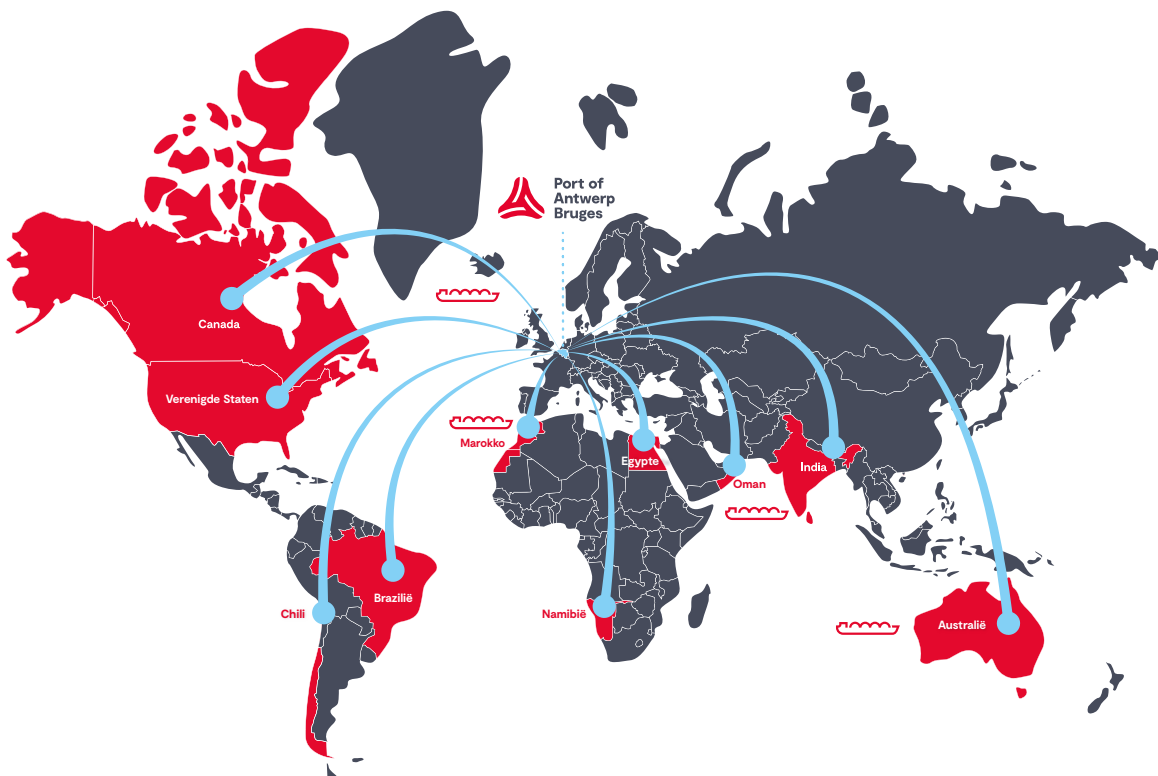 Port of
Antwerp
Bruges
Canada
Verenigde Staten
Marokko
Egypte
India
Oman
Brazilië
Chili
Namibië
Australië